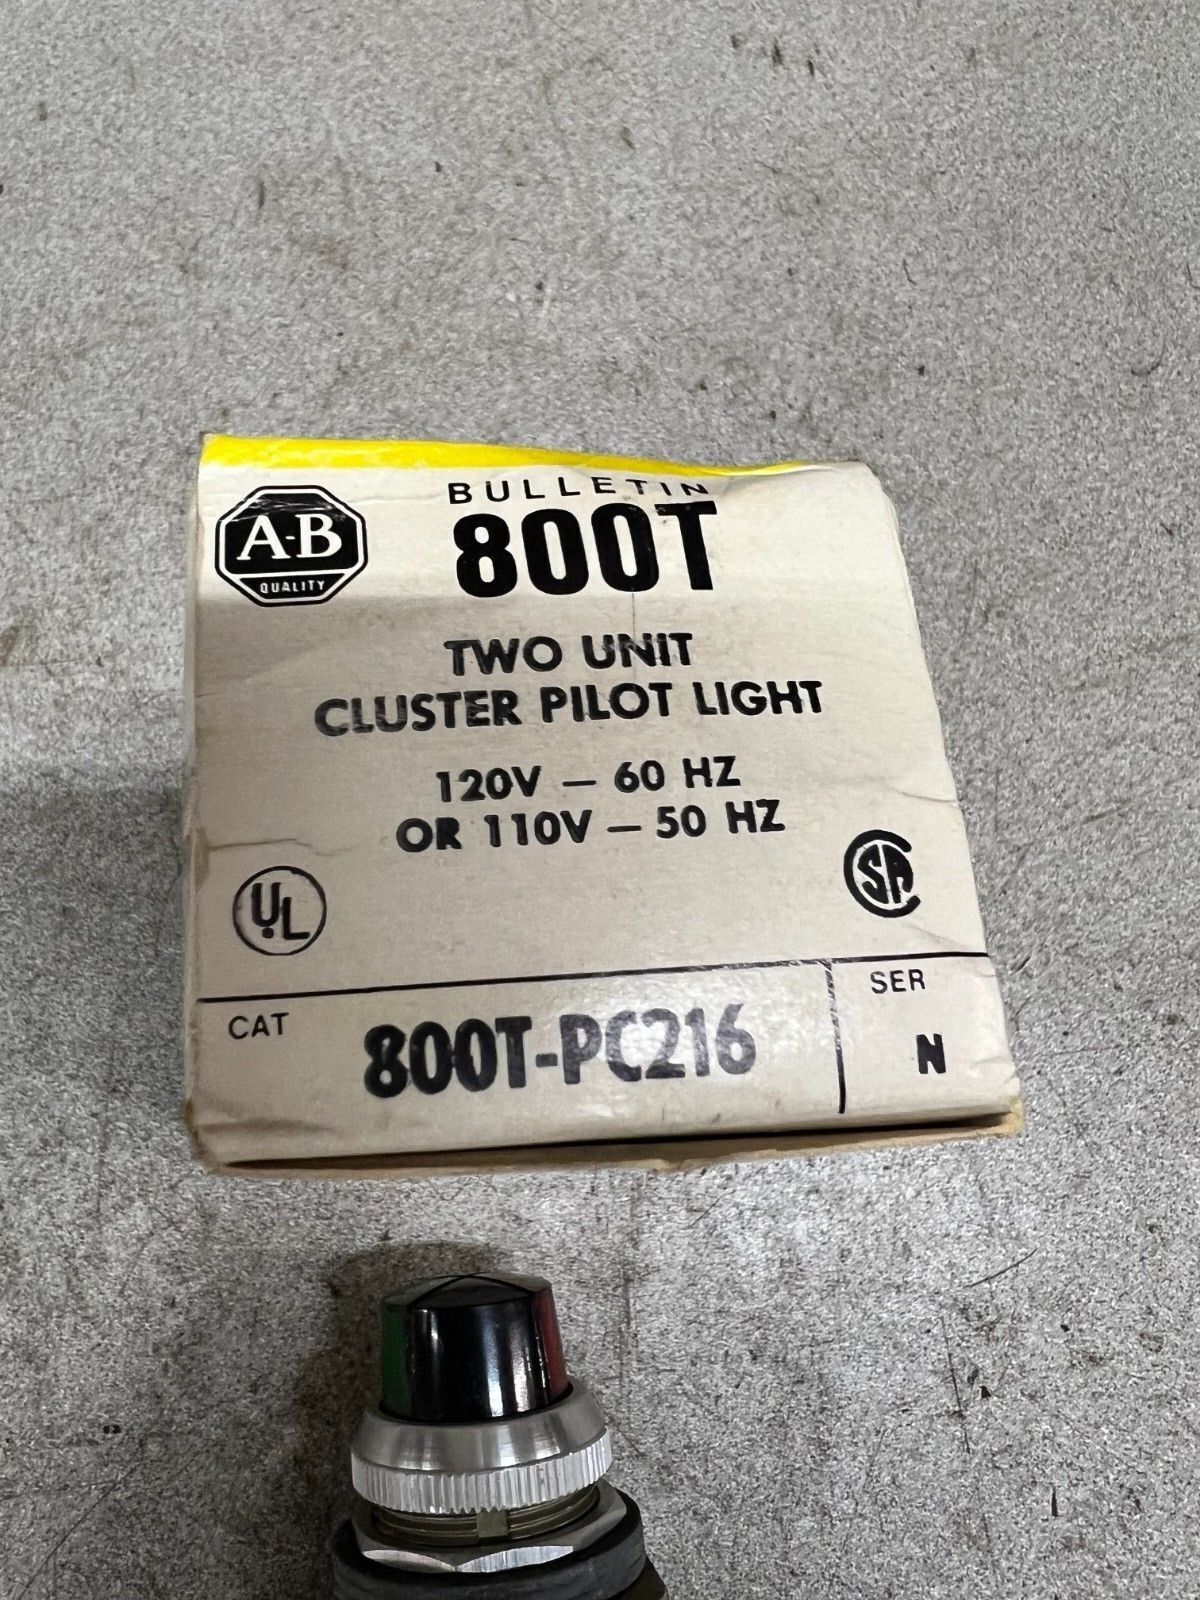 A-B
QUALITY
BULLETIN
800T
TWO UNIT
CLUSTER PILOT LIGHT
120V – 60 HZ
OR 110V – 50 HZ
UL
SA
CAT
800T-PC216
SER
N